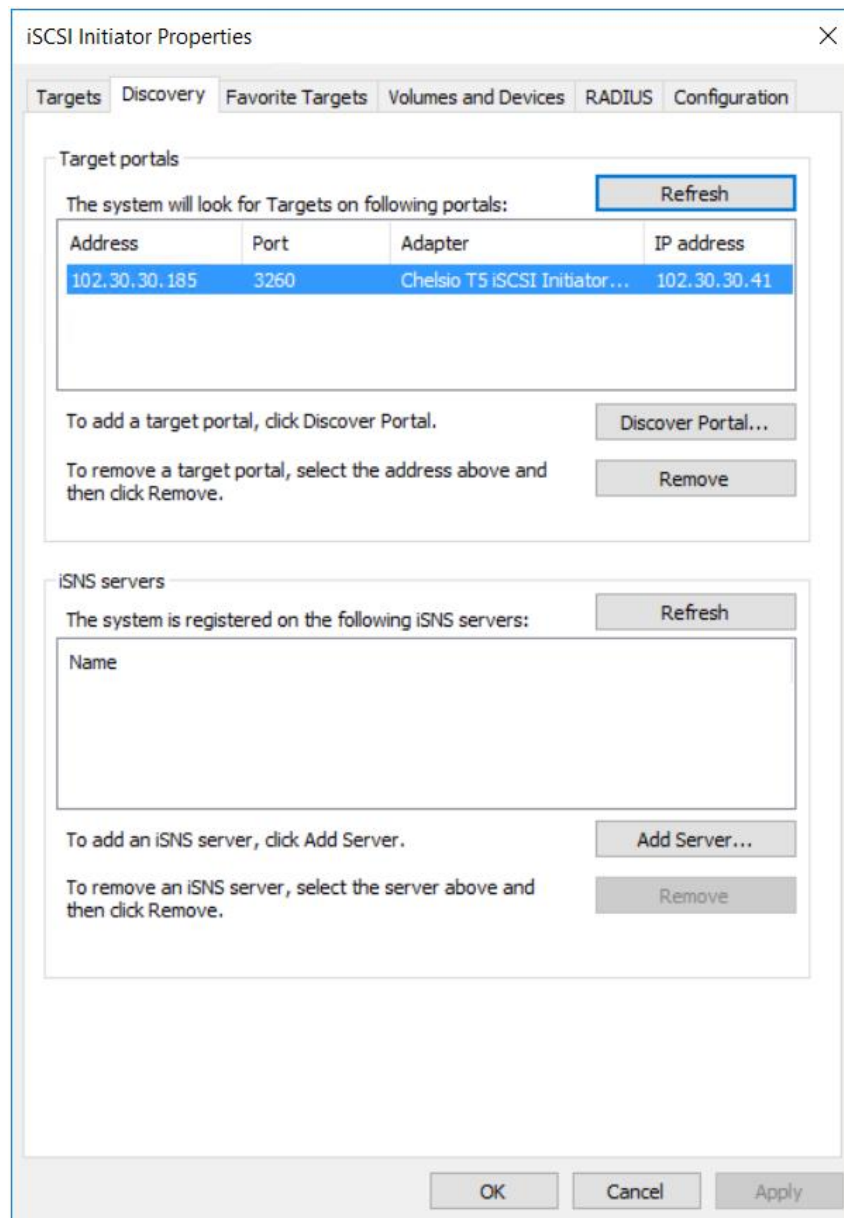 iSCSI Initiator Properties
Targets Discovery Favorite Targets Volumes and Devices RADIUS Configuration
Target portals
The system will look for Targets on following portals:
Refresh
Address Port Adapter IP address
102.30.30.185 3260 Chelsio T5 iSCSI Initiator... 102.30.30.41
To add a target portal, click Discover Portal.
Discover Portal...
To remove a target portal, select the address above and
then click Remove.
Remove
iSNS servers
The system is registered on the following iSNS servers:
Refresh
Name
To add an iSNS server, click Add Server.
Add Server...
To remove an iSNS server, select the server above and
then click Remove.
Remove
OK Cancel Apply